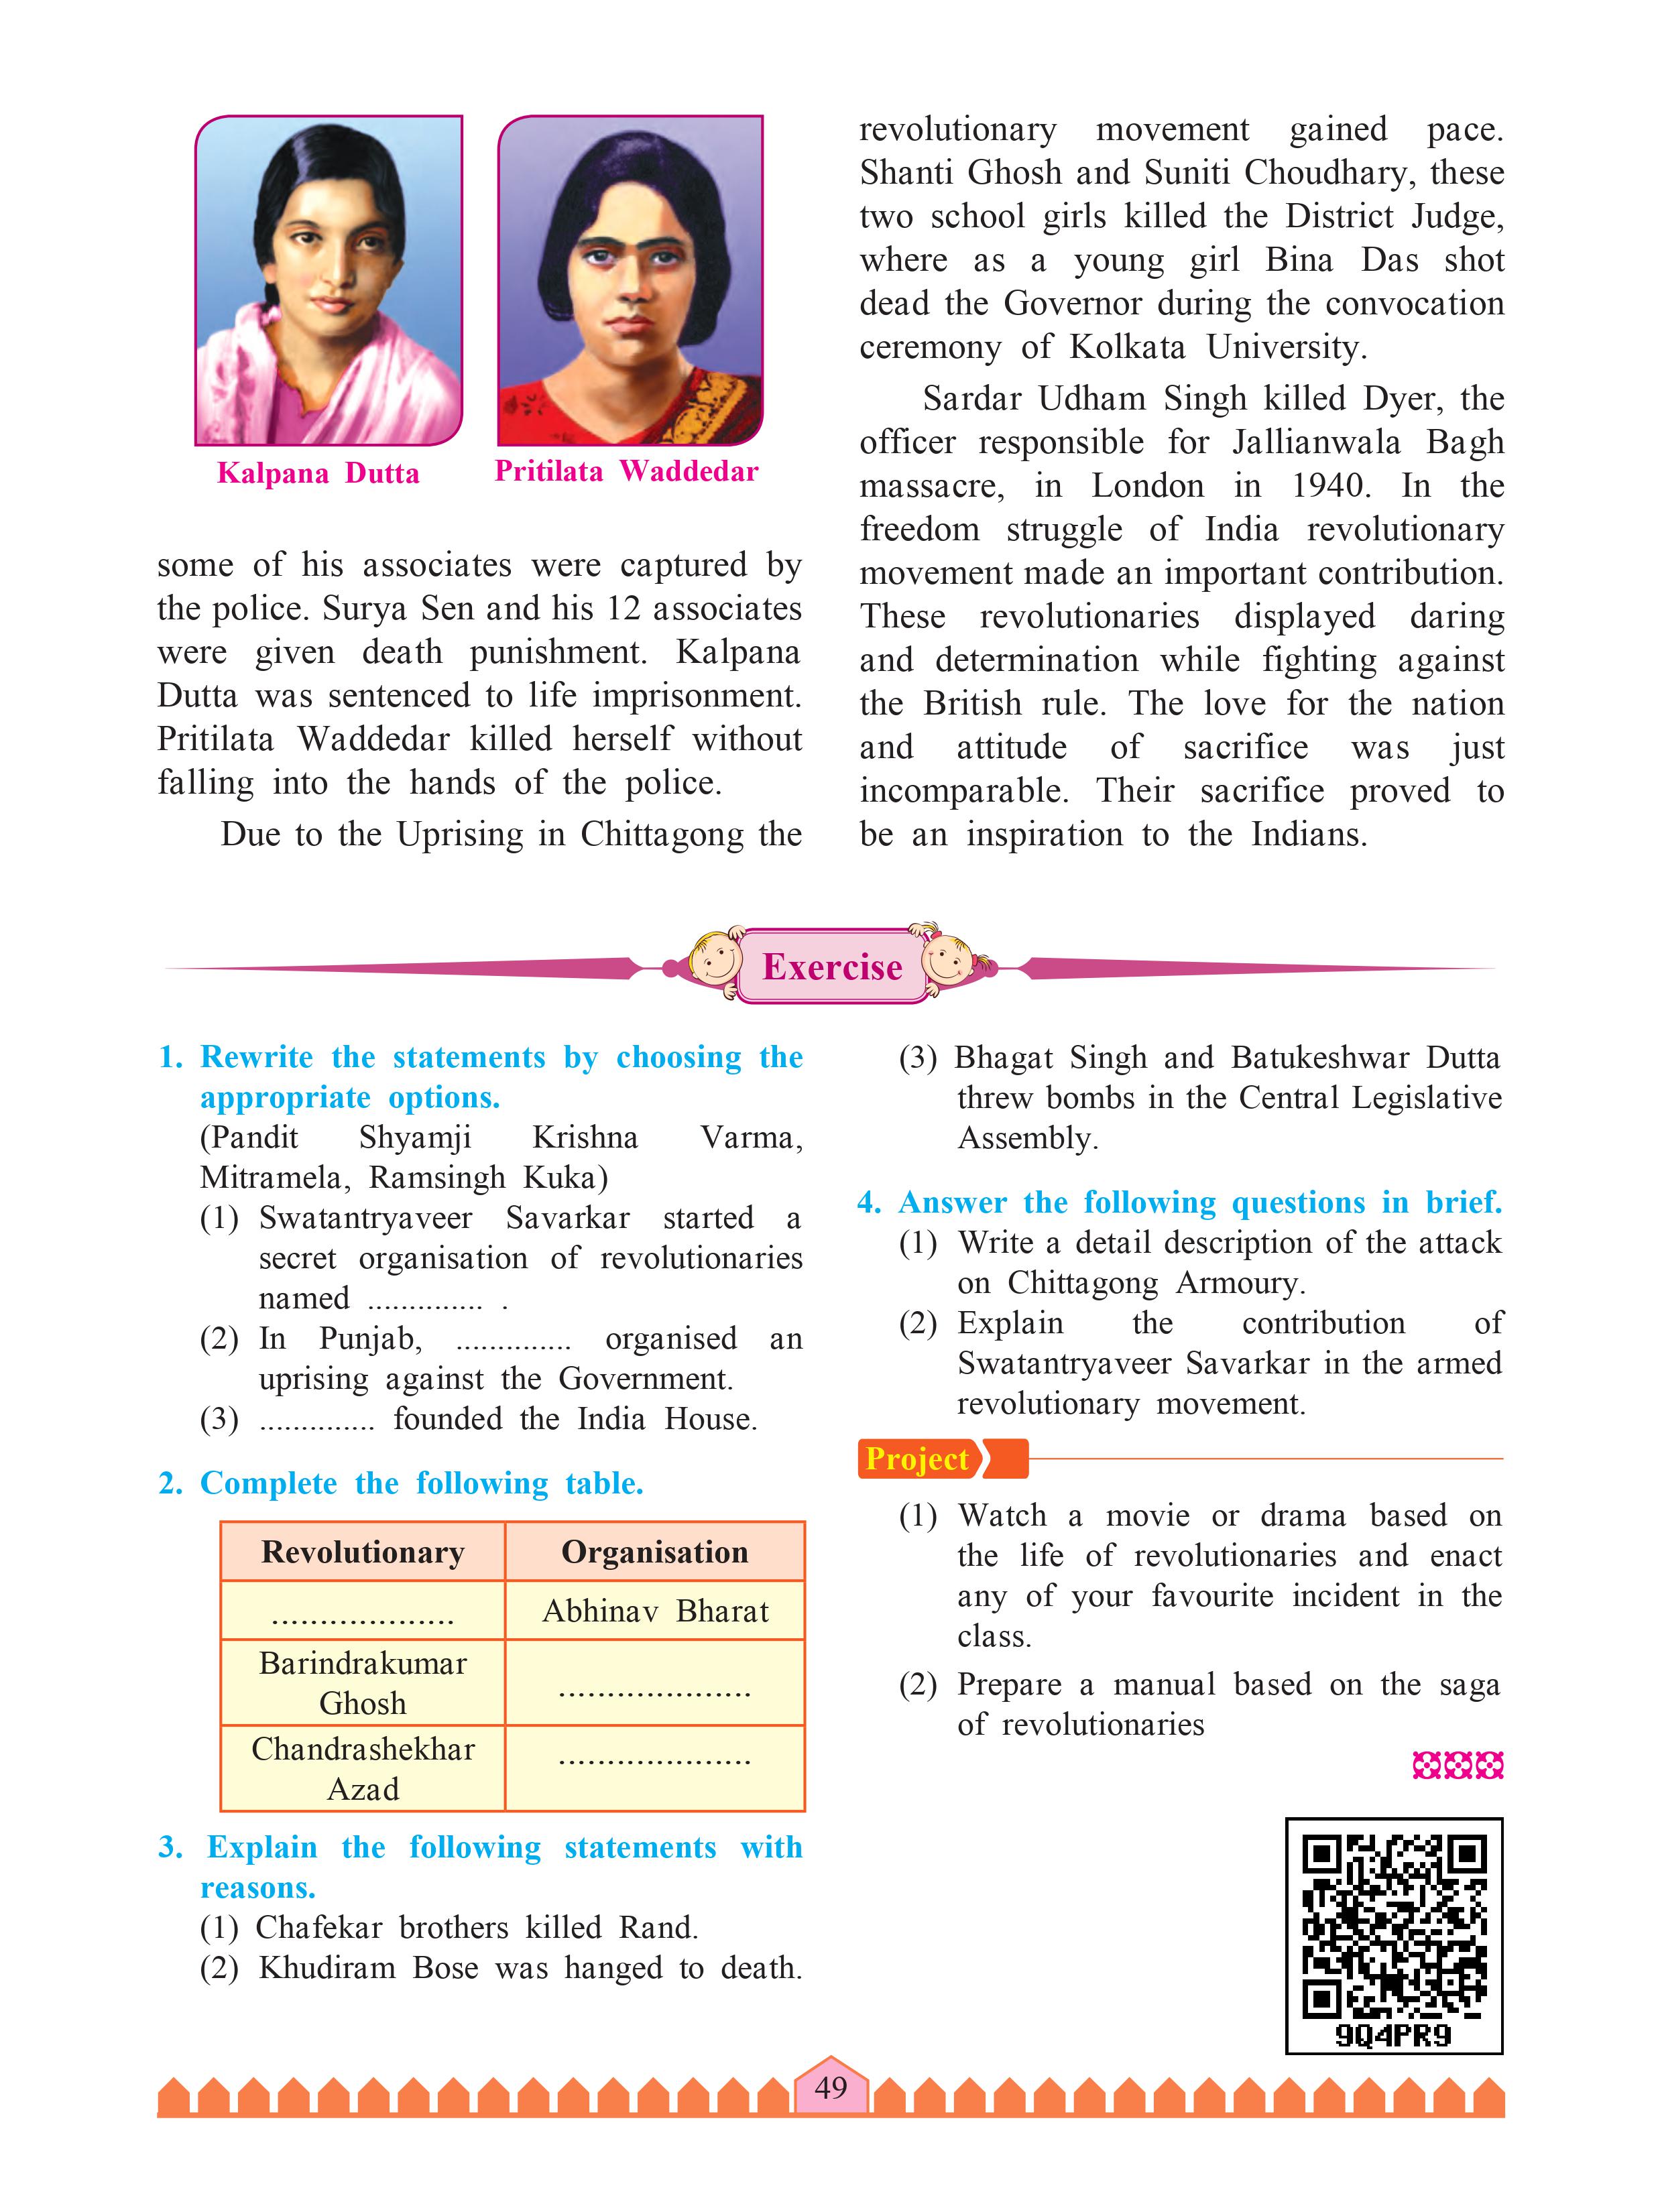 Kalpana Dutta
Pritilata Waddedar
some of his associates were captured by
the police. Surya Sen and his 12 associates
were given death punishment. Kalpana
Dutta was sentenced to life imprisonment.
Pritilata Waddedar killed herself without
falling into the hands of the police.
Due to the Uprising in Chittagong the
revolutionary movement gained pace.
Shanti Ghosh and Suniti Choudhary, these
two school girls killed the District Judge,
where as a young girl Bina Das shot
dead the Governor during the convocation
ceremony of Kolkata University.
Sardar Udham Singh killed Dyer, the
officer responsible for Jallianwala Bagh
massacre, in London in 1940. In the
freedom struggle of India revolutionary
movement made an important contribution.
These revolutionaries displayed daring
and determination while fighting against
the British rule. The love for the nation
and attitude of sacrifice was just
incomparable. Their sacrifice proved to
be an inspiration to the Indians.
Exercise
1. Rewrite the statements by choosing the
appropriate options.
(Pandit Shyamji Krishna Varma,
Mitramela, Ramsingh Kuka)
(1) Swatantryaveer Savarkar started a
secret organisation of revolutionaries
named .............. .
(2) In Punjab, .............. organised an
uprising against the Government.
(3) .............. founded the India House.
2. Complete the following table.
Revolutionary Organisation
................... Abhinav Bharat
Barindrakumar
Ghosh ....................
Chandrashekhar
Azad ....................
3. Explain the following statements with
reasons.
(1) Chafekar brothers killed Rand.
(2) Khudiram Bose was hanged to death.
(3) Bhagat Singh and Batukeshwar Dutta
threw bombs in the Central Legislative
Assembly.
4. Answer the following questions in brief.
(1) Write a detail description of the attack
on Chittagong Armoury.
(2) Explain the contribution of
Swatantryaveer Savarkar in the armed
revolutionary movement.
Project
(1) Watch a movie or drama based on
the life of revolutionaries and enact
any of your favourite incident in the
class.
(2) Prepare a manual based on the saga
of revolutionaries
9Q4PR9
49